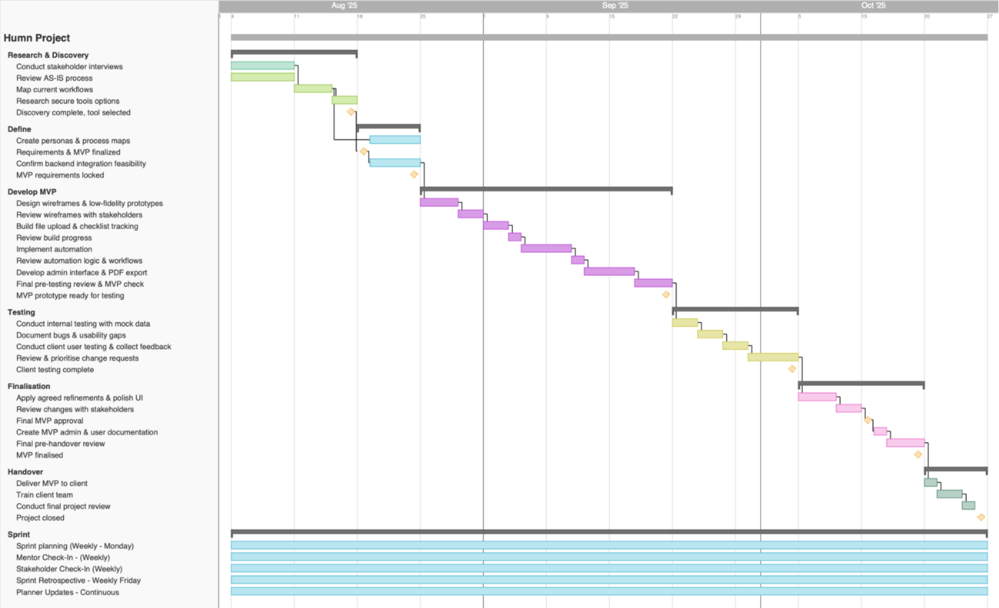 Aug '25 Sep '25 Oct '25
4 11 18 25 1 8 15 22 29 6 13 20 27
Humn Project
Research & Discovery
Conduct stakeholder interviews
Review AS-IS process
Map current workflows
Research secure tools options
Discovery complete, tool selected
Define
Create personas & process maps
Requirements & MVP finalized
Confirm backend integration feasibility
MVP requirements locked
Develop MVP
Design wireframes & low-fidelity prototypes
Review wireframes with stakeholders
Build file upload & checklist tracking
Review build progress
Implement automation
Review automation logic & workflows
Develop admin interface & PDF export
Final pre-testing review & MVP check
MVP prototype ready for testing
Testing
Conduct internal testing with mock data
Document bugs & usability gaps
Conduct client user testing & collect feedback
Review & prioritise change requests
Client testing complete
Finalisation
Apply agreed refinements & polish UI
Review changes with stakeholders
Final MVP approval
Create MVP admin & user documentation
Final pre-handover review
MVP finalised
Handover
Deliver MVP to client
Train client team
Conduct final project review
Project closed
Sprint
Sprint planning (Weekly - Monday)
Mentor Check-In - (Weekly)
Stakeholder Check-In (Weekly)
Sprint Retrospective - Weekly Friday
Planner Updates - Continuous